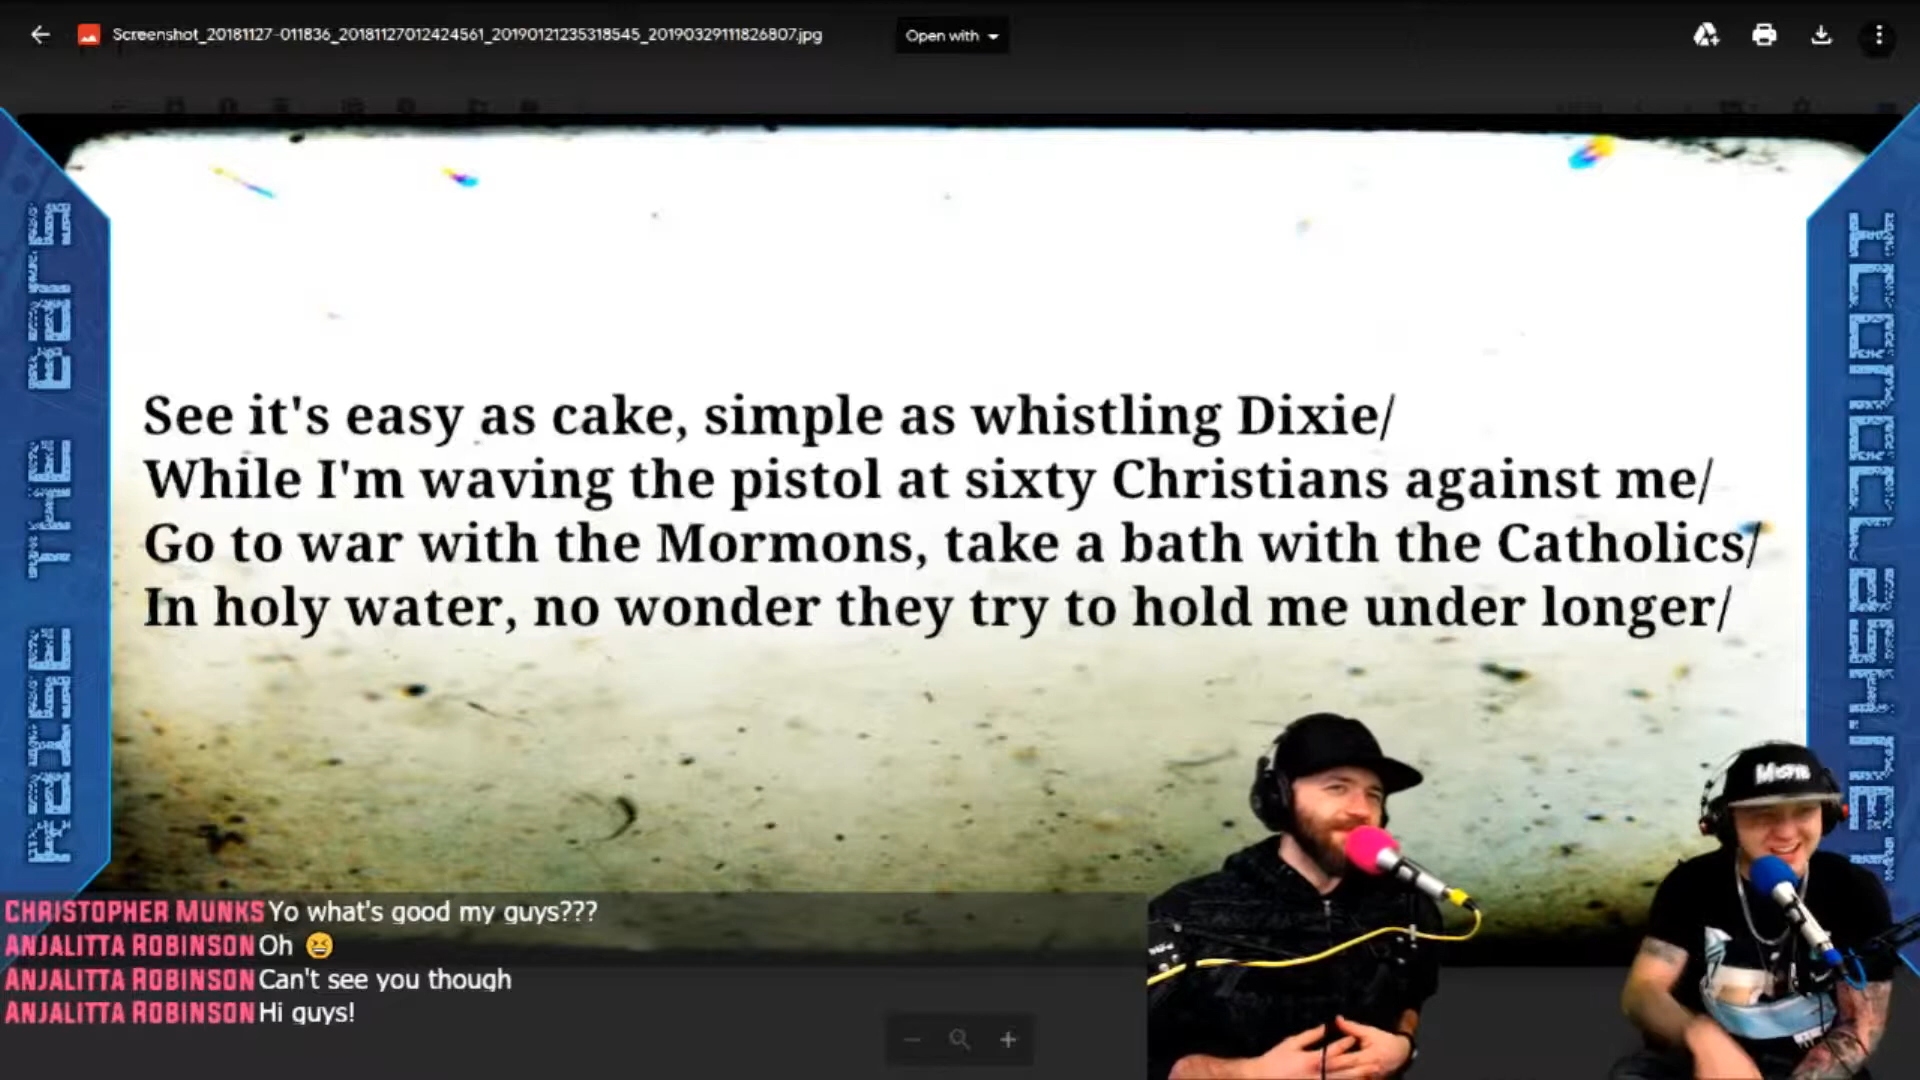 Screenshot_20181127-011836_20181127012424561_20190121235318545_20190329111826807.jpg
Open with
RAISE THE BARS
ICONOCLASH.NET
See it's easy as cake, simple as whistling Dixie/
While I'm waving the pistol at sixty Christians against me/
Go to war with the Mormons, take a bath with the Catholics/
In holy water, no wonder they try to hold me under longer/
CHRISTOPHER MUNKS Yo what's good my guys???
ANJALITTA ROBINSON Oh 😆
ANJALITTA ROBINSON Can't see you though
ANJALITTA ROBINSON Hi guys!